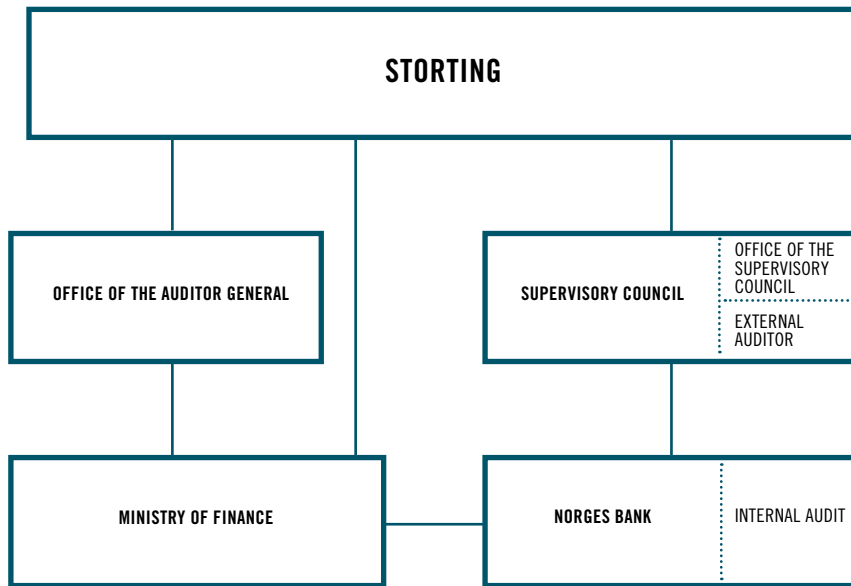 STORTING
OFFICE OF THE AUDITOR GENERAL
SUPERVISORY COUNCIL
OFFICE OF THE
SUPERVISORY
COUNCIL
EXTERNAL
AUDITOR
MINISTRY OF FINANCE
NORGES BANK
INTERNAL AUDIT